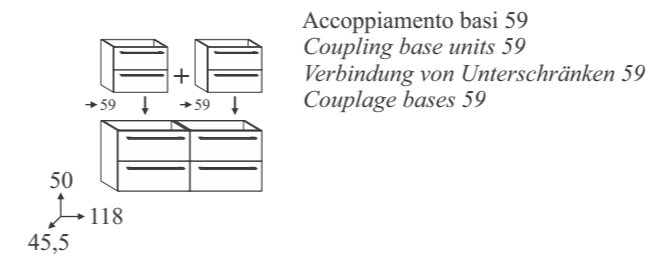 Accoppiamento basi 59
Coupling base units 59
Verbindung von Unterschränken 59
Couplage bases 59
+
59
59
50
118
45,5